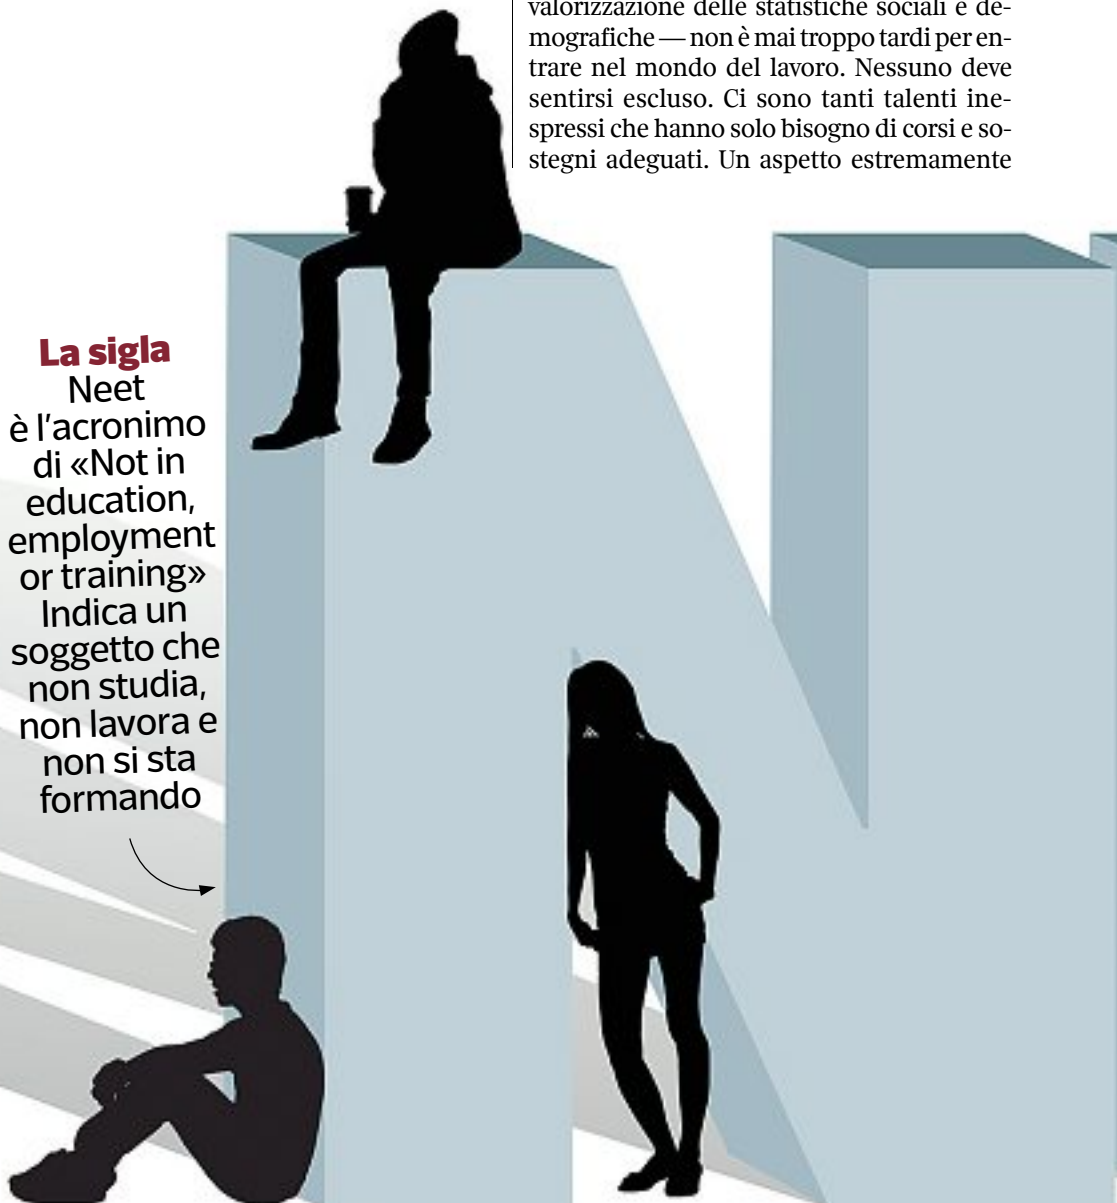 valorizzazione delle statistiche sociali e de-
mografiche — non è mai troppo tardi per en-
trare nel mondo del lavoro. Nessuno deve
sentirsi escluso. Ci sono tanti talenti ine-
spressi che hanno solo bisogno di corsi e so-
stegni adeguati. Un aspetto estremamente
La sigla
Neet
è l'acronimo
di «Not in
education,
employment
or training»
Indica un
soggetto che
non studia,
non lavora e
non si sta
formando
N